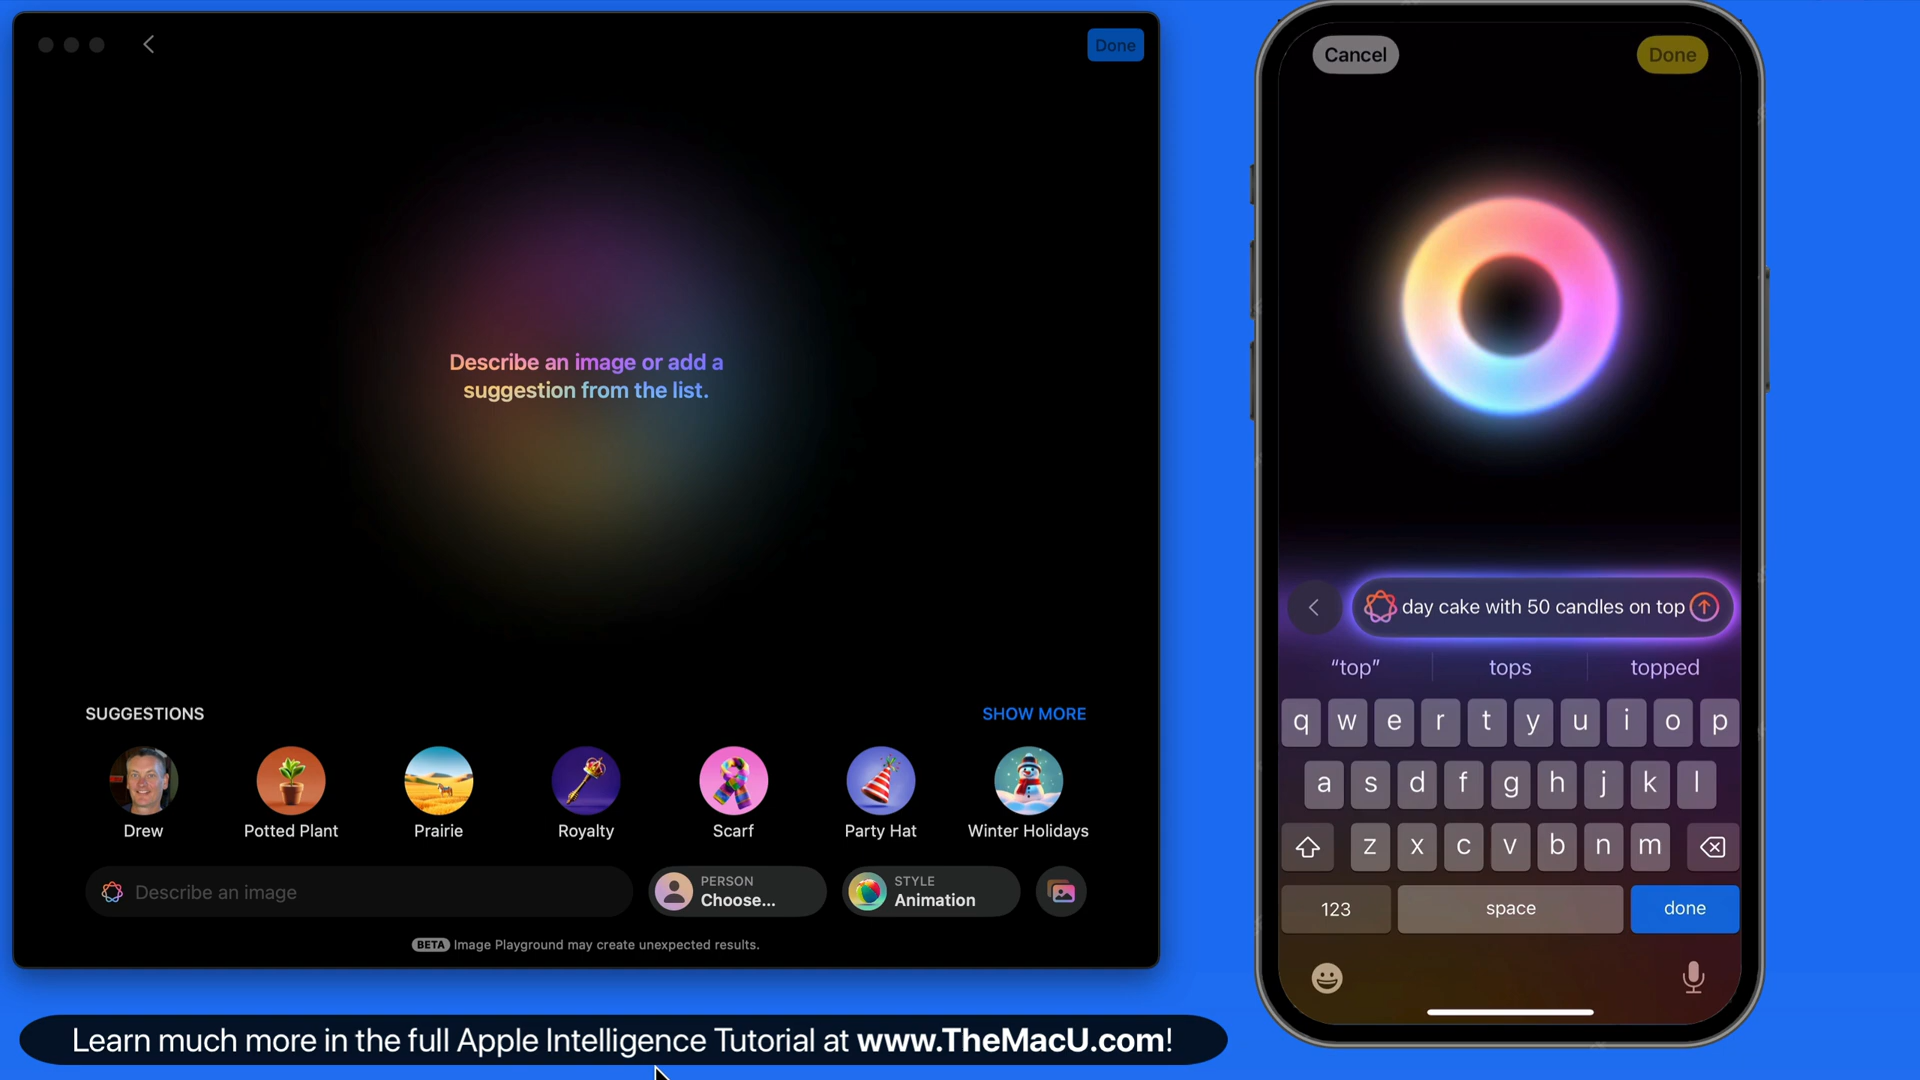 Done
Describe an image or add a
suggestion from the list.
SUGGESTIONS
SHOW MORE
Drew
Potted Plant
Prairie
Royalty
Scarf
Party Hat
Winter Holidays
Describe an image
PERSON
Choose...
STYLE
Animation
BETA Image Playground may create unexpected results.
Learn much more in the full Apple Intelligence Tutorial at www.TheMacU.com!
Cancel
Done
day cake with 50 candles on top
“top” tops topped
q w e r t y u i o p
a s d f g h j k l
z x c v b n m
123 space done